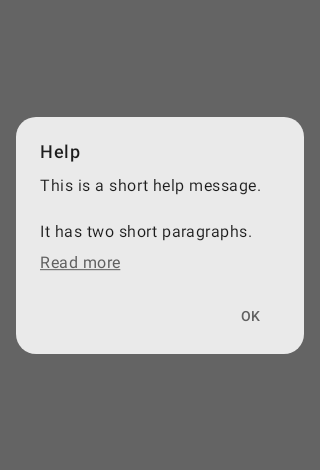 Help
This is a short help message.
It has two short paragraphs.
Read more
OK